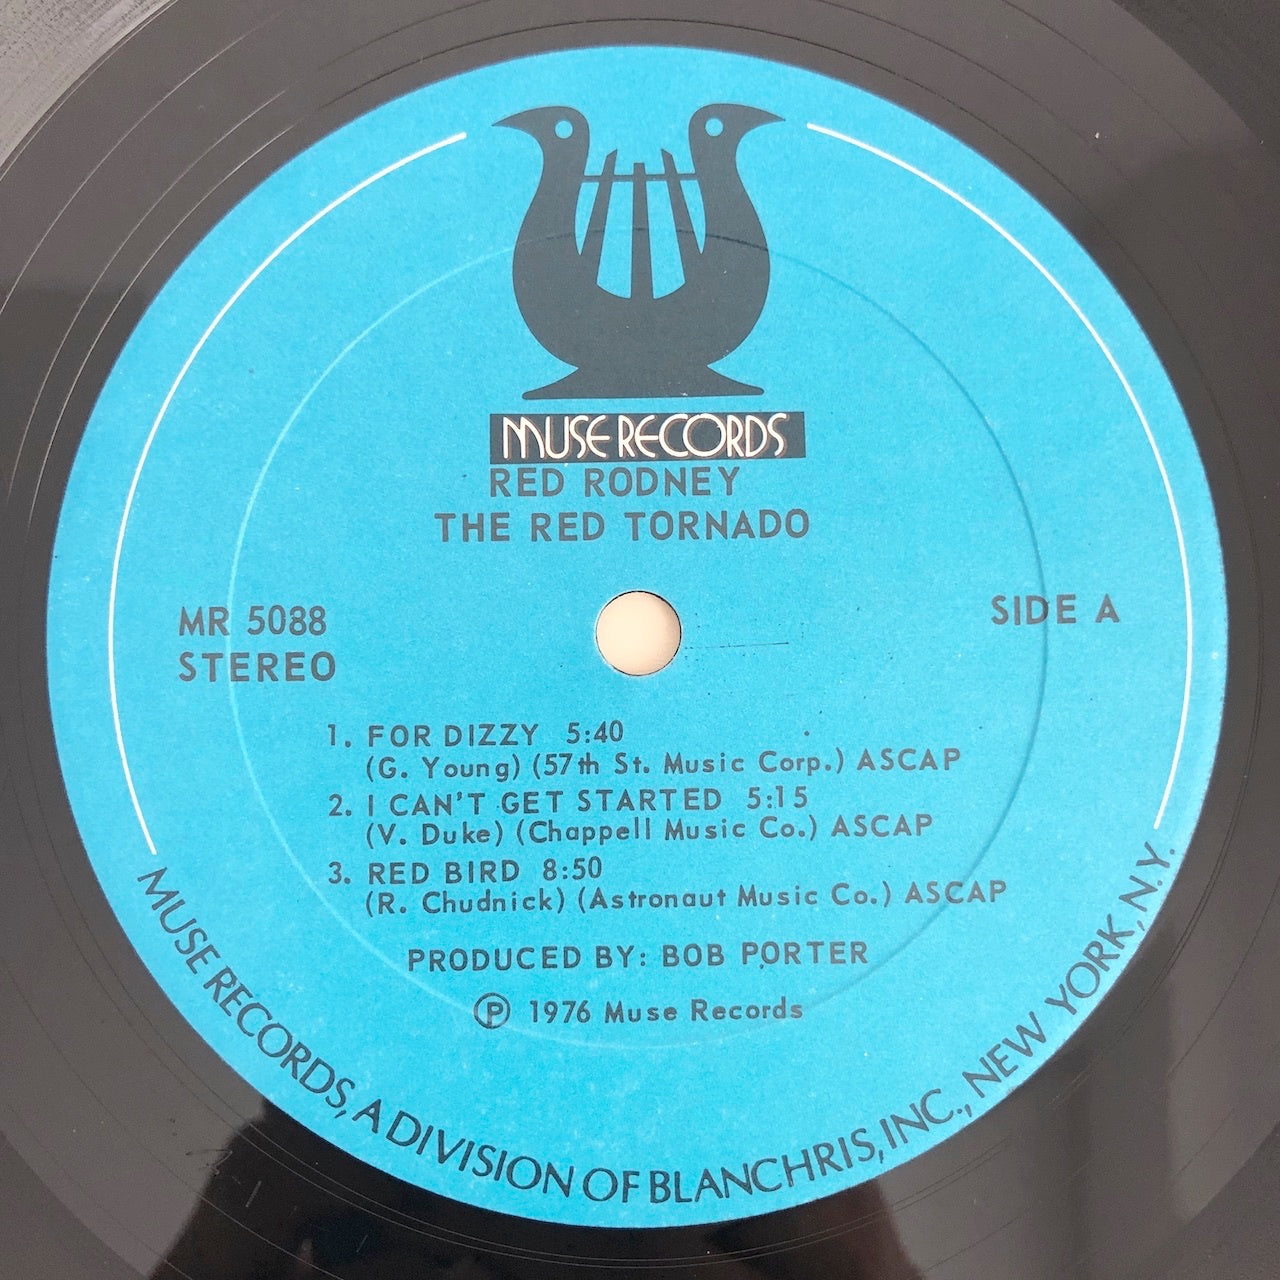 MUSE RECORDS
RED RODNEY
THE RED TORNADO
MR 5088
STEREO
SIDE A
1. FOR DIZZY 5:40
(G. Young) (57th St. Music Corp.) ASCAP
2. I CAN'T GET STARTED 5:15
(V. Duke) (Chappell Music Co.) ASCAP
3. RED BIRD 8:50
(R. Chudnick) (Astronaut Music Co.) ASCAP
PRODUCED BY: BOB PORTER
Ⓟ 1976 Muse Records
MUSE RECORDS, A DIVISION OF BLANCHRIS, INC., NEW YORK, N.Y.